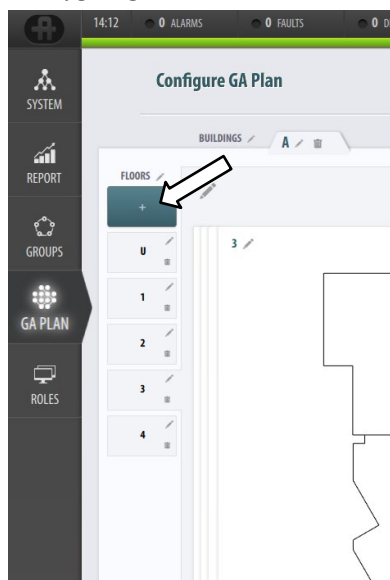 14:12 0 ALARMS 0 FAULTS 0 D
Configure GA Plan
SYSTEM
REPORT
GROUPS
GA PLAN
ROLES
BUILDINGS A
FLOORS
+
U
1
2
3
4
3